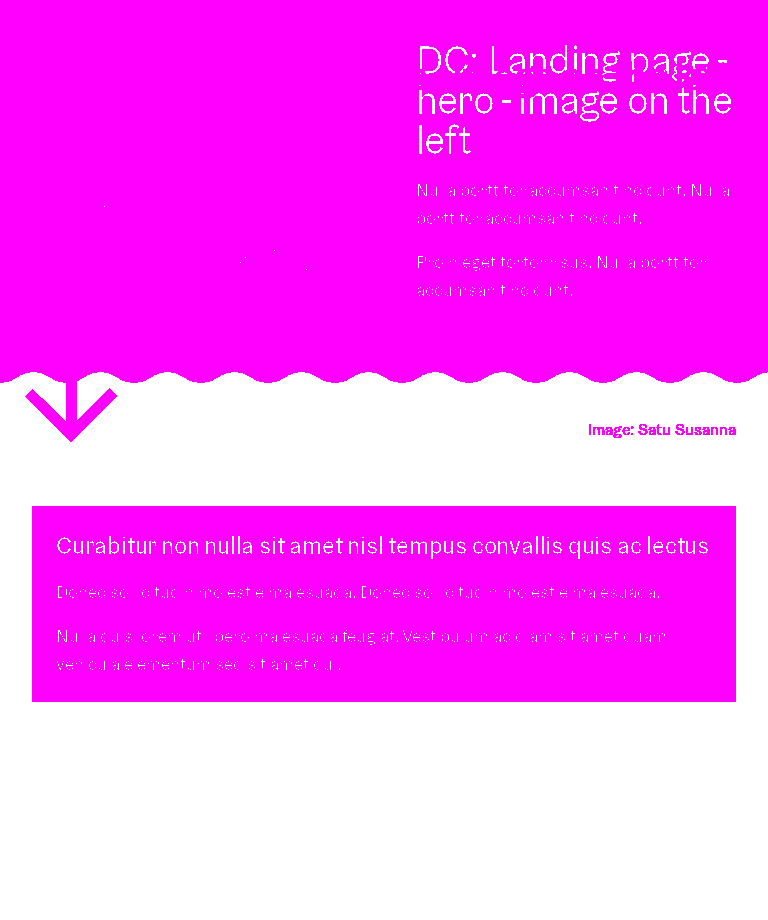 DC: Landing page -
hero - image on the
left
Nulla porttitor accumsan tincidunt. Nulla
porttitor accumsan tincidunt.
Proin eget tortor risus. Nulla porttitor
accumsan tincidunt.
Image: Satu Susanna
Curabitur non nulla sit amet nisl tempus convallis quis ac lectus
Donec sollicitudin molestie malesuada. Donec sollicitudin molestie malesuada.
Nulla quis lorem ut libero malesuada feugiat. Vestibulum ac diam sit amet quam
vehicula elementum sed sit amet dui.